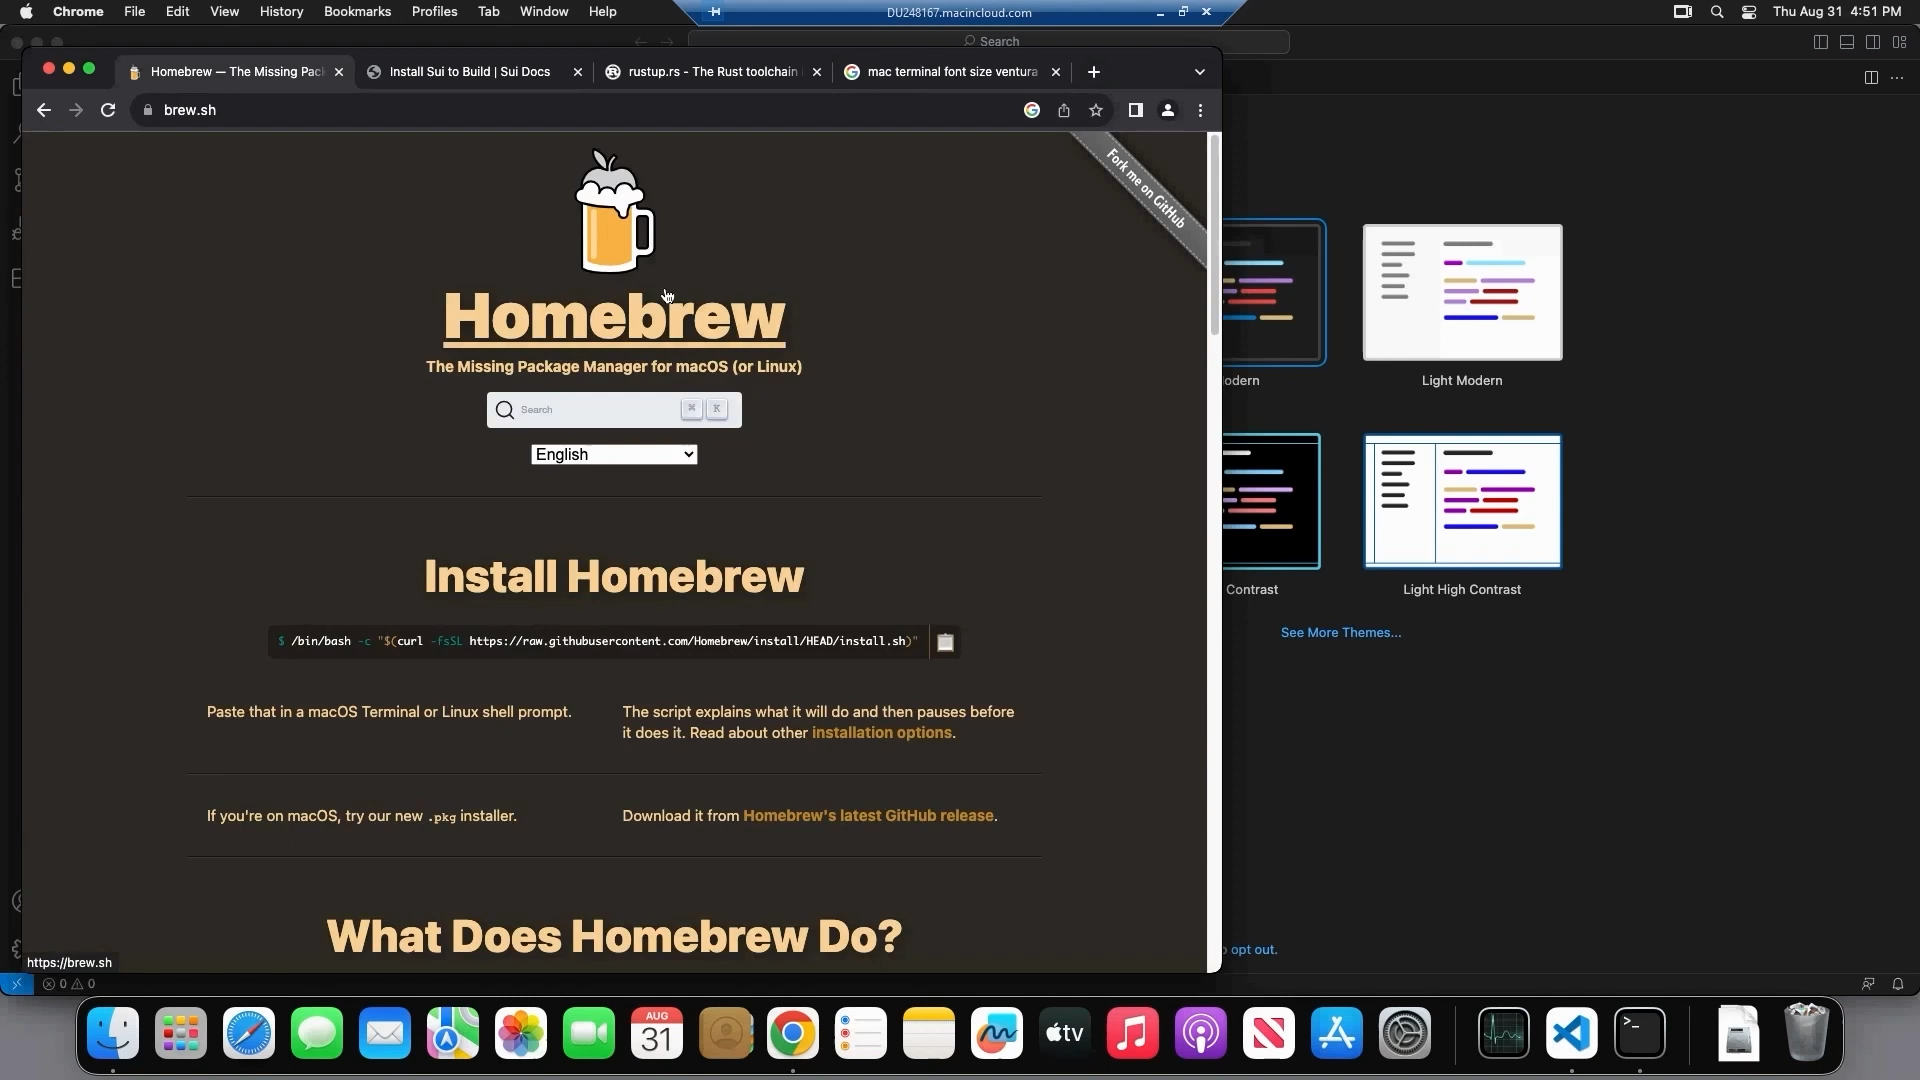 Chrome File Edit View History Bookmarks Profiles Tab Window Help
DU248167.macincloud.com
Thu Aug 31 4:51 PM
Search
Homebrew — The Missing Pac
Install Sui to Build | Sui Docs
rustup.rs - The Rust toolchain
mac terminal font size ventura
brew.sh
Fork me on GitHub
Homebrew
The Missing Package Manager for macOS (or Linux)
Search ⌘ K
English
Install Homebrew
$ /bin/bash -c "$(curl -fsSL https://raw.githubusercontent.com/Homebrew/install/HEAD/install.sh)"
Paste that in a macOS Terminal or Linux shell prompt.
The script explains what it will do and then pauses before
it does it. Read about other installation options.
If you're on macOS, try our new .pkg installer.
Download it from Homebrew's latest GitHub release.
What Does Homebrew Do?
https://brew.sh
odern
Light Modern
Contrast
Light High Contrast
See More Themes...
opt out.
0 0
AUG
31
tv
>_